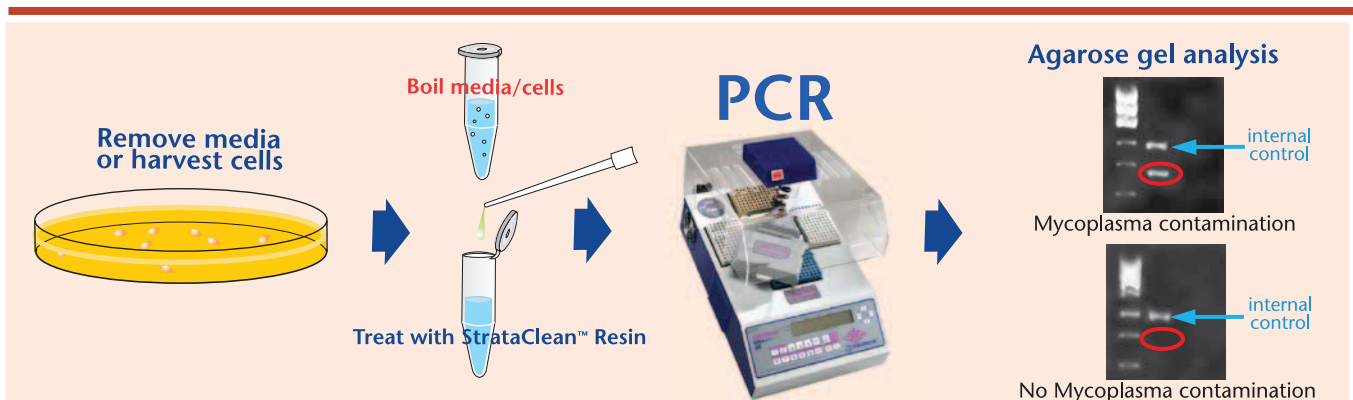 Remove media
or harvest cells
Boil media/cells
Treat with StrataClean™ Resin
PCR
Agarose gel analysis
internal
control
Mycoplasma contamination
internal
control
No Mycoplasma contamination